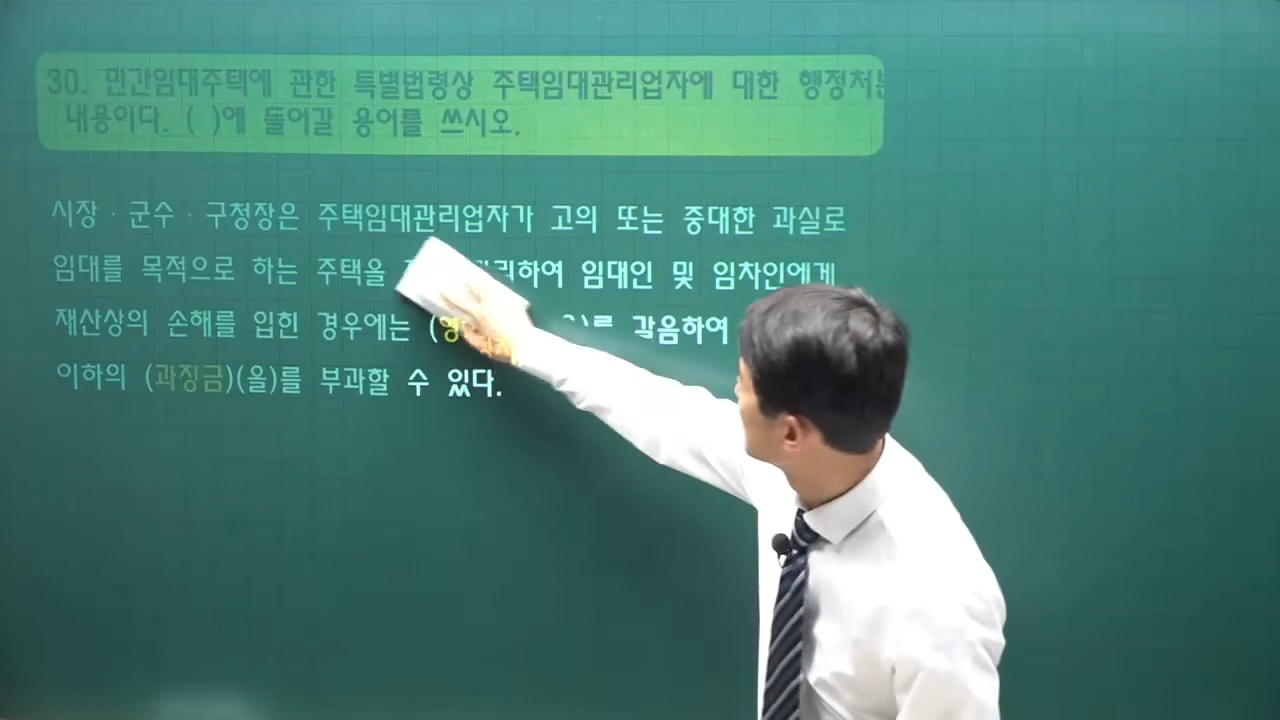 30. 민간임대주택에 관한 특별법령상 주택임대관리업자에 대한 행정처분
내용이다. ( )에 들어갈 용어를 쓰시오.
시장·군수·구청장은 주택임대관리업자가 고의 또는 중대한 과실로
임대를 목적으로 하는 주택을 하여 임대인 및 임차인에게
재산상의 손해를 입힌 경우에는 (영 갈음하여
이하의 (과징금)(을)를 부과할 수 있다.